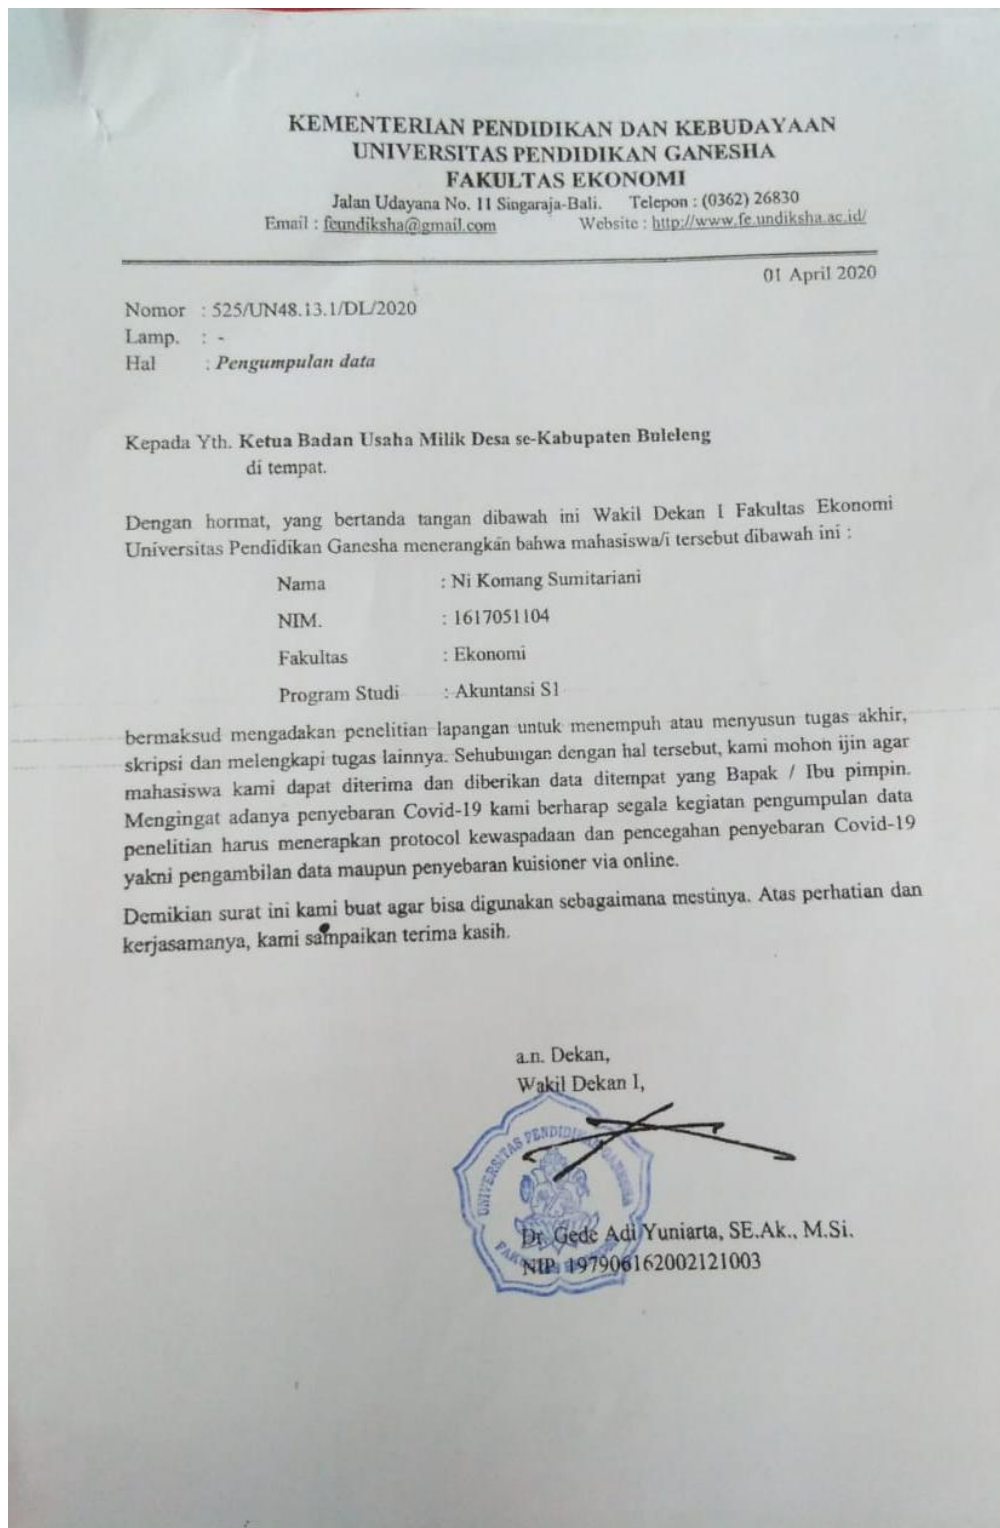 KEMENTERIAN PENDIDIKAN DAN KEBUDAYAAN
UNIVERSITAS PENDIDIKAN GANESHA
FAKULTAS EKONOMI
Jalan Udayana No. 11 Singaraja-Bali. Telepon : (0362) 26830
Email : feundiksha@gmail.com Website : http://www.fe.undiksha.ac.id/
01 April 2020
Nomor : 525/UN48.13.1/DL/2020
Lamp. : -
Hal : Pengumpulan data
Kepada Yth. Ketua Badan Usaha Milik Desa se-Kabupaten Buleleng
di tempat.
Dengan hormat, yang bertanda tangan dibawah ini Wakil Dekan I Fakultas Ekonomi
Universitas Pendidikan Ganesha menerangkan bahwa mahasiswa/i tersebut dibawah ini :
Nama : Ni Komang Sumitariani
NIM. : 1617051104
Fakultas : Ekonomi
Program Studi : Akuntansi S1
bermaksud mengadakan penelitian lapangan untuk menempuh atau menyusun tugas akhir,
skripsi dan melengkapi tugas lainnya. Sehubungan dengan hal tersebut, kami mohon ijin agar
mahasiswa kami dapat diterima dan diberikan data ditempat yang Bapak / Ibu pimpin.
Mengingat adanya penyebaran Covid-19 kami berharap segala kegiatan pengumpulan data
penelitian harus menerapkan protocol kewaspadaan dan pencegahan penyebaran Covid-19
yakni pengambilan data maupun penyebaran kuisioner via online.
Demikian surat ini kami buat agar bisa digunakan sebagaimana mestinya. Atas perhatian dan
kerjasamanya, kami sampaikan terima kasih.
a.n. Dekan,
Wakil Dekan I,
UNIVERSITAS PENDIDIKAN GANESHA
Dr. Gede Adi Yuniarta, SE.Ak., M.Si.
NIP. 197906162002121003